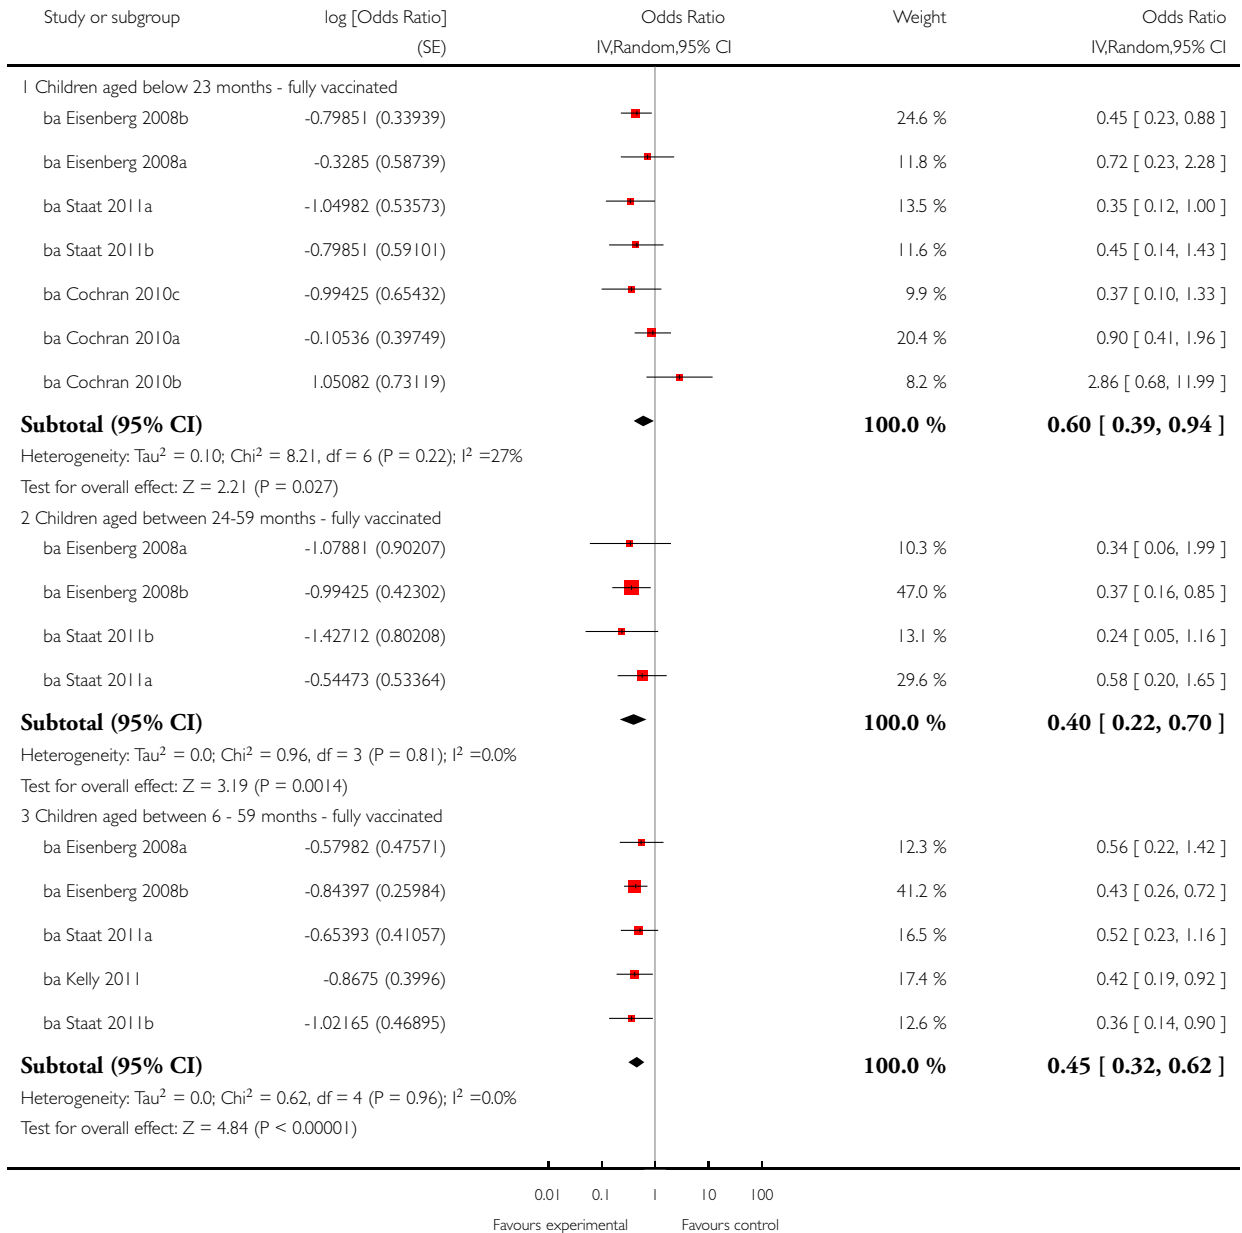 Study or subgroup log [Odds Ratio] Odds Ratio Weight Odds Ratio
(SE) IV,Random,95% CI IV,Random,95% CI
1 Children aged below 23 months - fully vaccinated
ba Eisenberg 2008b -0.79851 (0.33939) 24.6 % 0.45 [ 0.23, 0.88 ]
ba Eisenberg 2008a -0.3285 (0.58739) 11.8 % 0.72 [ 0.23, 2.28 ]
ba Staat 2011a -1.04982 (0.53573) 13.5 % 0.35 [ 0.12, 1.00 ]
ba Staat 2011b -0.79851 (0.59101) 11.6 % 0.45 [ 0.14, 1.43 ]
ba Cochran 2010c -0.99425 (0.65432) 9.9 % 0.37 [ 0.10, 1.33 ]
ba Cochran 2010a -0.10536 (0.39749) 20.4 % 0.90 [ 0.41, 1.96 ]
ba Cochran 2010b 1.05082 (0.73119) 8.2 % 2.86 [ 0.68, 11.99 ]
Subtotal (95% CI) 100.0 % 0.60 [ 0.39, 0.94 ]
Heterogeneity: Tau² = 0.10; Chi² = 8.21, df = 6 (P = 0.22); I² =27%
Test for overall effect: Z = 2.21 (P = 0.027)
2 Children aged between 24-59 months - fully vaccinated
ba Eisenberg 2008a -1.07881 (0.90207) 10.3 % 0.34 [ 0.06, 1.99 ]
ba Eisenberg 2008b -0.99425 (0.42302) 47.0 % 0.37 [ 0.16, 0.85 ]
ba Staat 2011b -1.42712 (0.80208) 13.1 % 0.24 [ 0.05, 1.16 ]
ba Staat 2011a -0.54473 (0.53364) 29.6 % 0.58 [ 0.20, 1.65 ]
Subtotal (95% CI) 100.0 % 0.40 [ 0.22, 0.70 ]
Heterogeneity: Tau² = 0.0; Chi² = 0.96, df = 3 (P = 0.81); I² =0.0%
Test for overall effect: Z = 3.19 (P = 0.0014)
3 Children aged between 6 - 59 months - fully vaccinated
ba Eisenberg 2008a -0.57982 (0.47571) 12.3 % 0.56 [ 0.22, 1.42 ]
ba Eisenberg 2008b -0.84397 (0.25984) 41.2 % 0.43 [ 0.26, 0.72 ]
ba Staat 2011a -0.65393 (0.41057) 16.5 % 0.52 [ 0.23, 1.16 ]
ba Kelly 2011 -0.8675 (0.3996) 17.4 % 0.42 [ 0.19, 0.92 ]
ba Staat 2011b -1.02165 (0.46895) 12.6 % 0.36 [ 0.14, 0.90 ]
Subtotal (95% CI) 100.0 % 0.45 [ 0.32, 0.62 ]
Heterogeneity: Tau² = 0.0; Chi² = 0.62, df = 4 (P = 0.96); I² =0.0%
Test for overall effect: Z = 4.84 (P < 0.00001)
0.01 0.1 1 10 100
Favours experimental Favours control